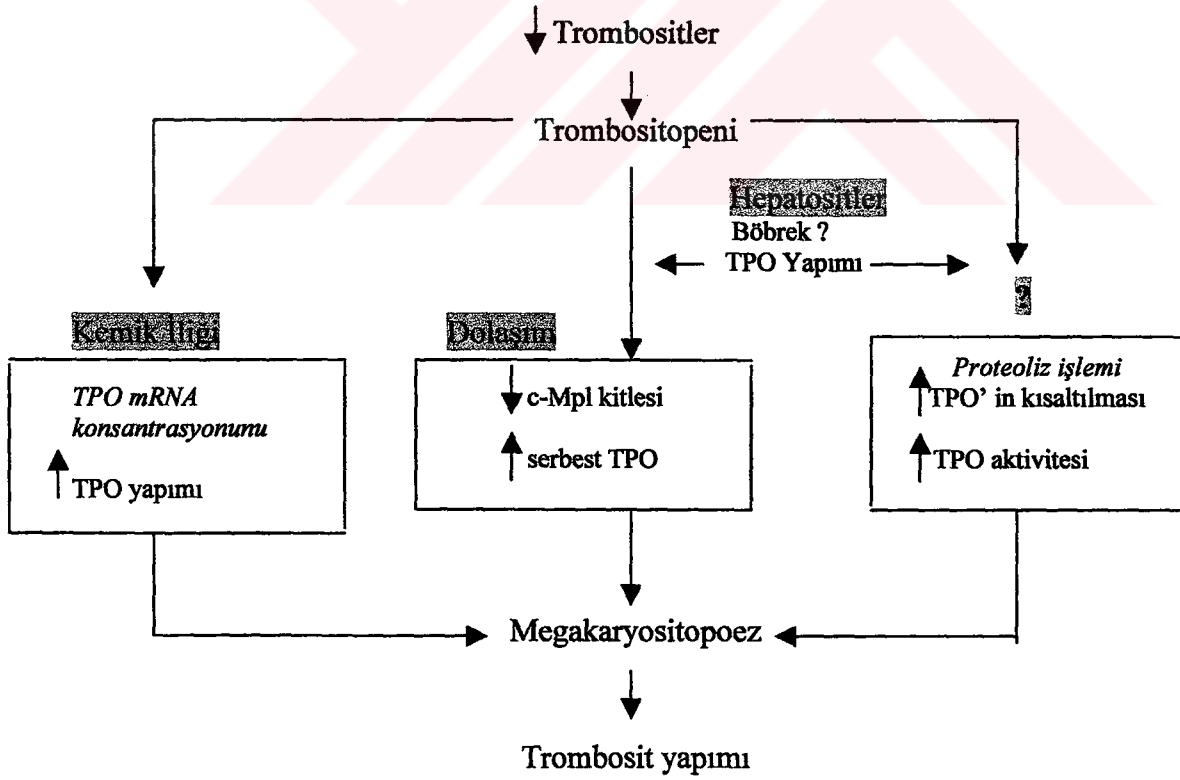 ↓ Trombositler
Trombositopeni
Hepatositler
Böbrek ?
TPO Yapımı
?
Kemik İliği
Dolaşım
TPO mRNA
konsantrasyonunu
↑ TPO yapımı
↓ c-Mpl kitlesi
↑ serbest TPO
Proteoliz işlemi
↑ TPO' in kısaltılması
↑ TPO aktivitesi
Megakaryositopoez
Trombosit yapımı